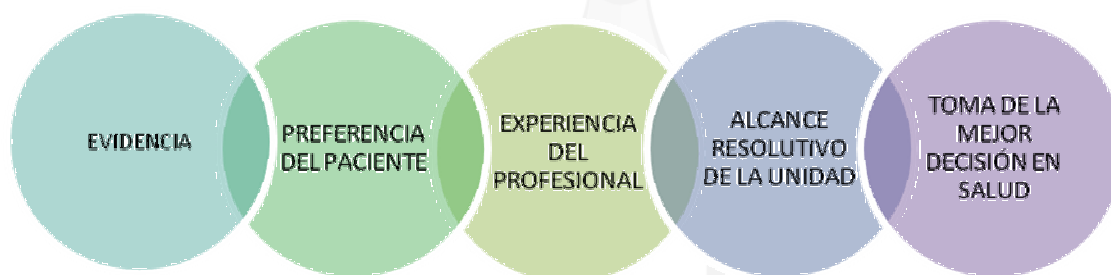 EVIDENCIA
PREFERENCIA
DEL PACIENTE
EXPERIENCIA
DEL
PROFESIONAL
ALCANCE
RESOLUTIVO
DE LA UNIDAD
TOMA DE LA
MEJOR
DECISIÓN EN
SALUD